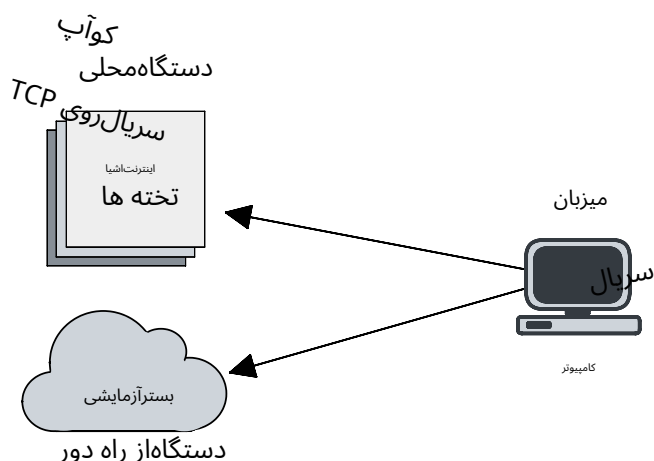 کوآپ
دستگاه‌محلی
سریال‌روی TCP
اینترنت‌اشیا
تخته ها
میزبان
سریال
کامپیوتر
بسترآزمایشی
دستگاه‌از راه دور